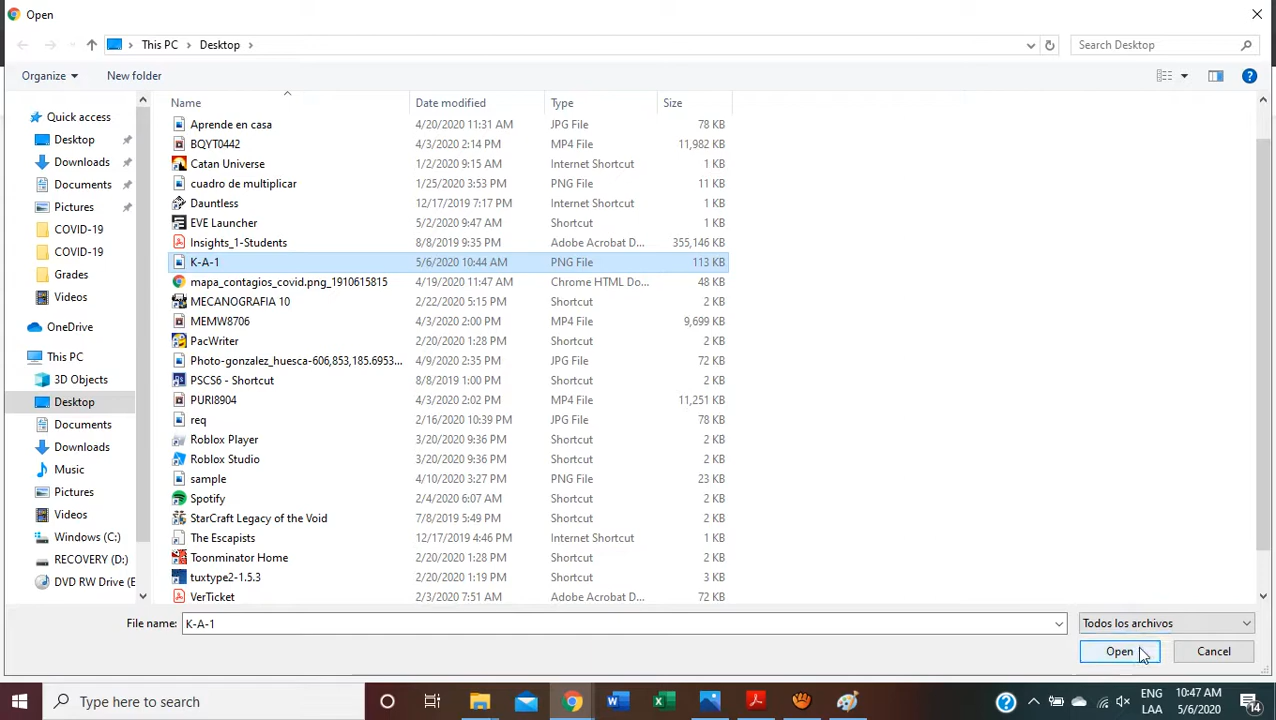 Open
This PC > Desktop >
Search Desktop
Organize
New folder
Name Date modified Type Size
Aprende en casa 4/20/2020 11:31 AM JPG File 78 KB
BQYT0442 4/3/2020 2:14 PM MP4 File 11,982 KB
Catan Universe 1/2/2020 9:15 AM Internet Shortcut 1 KB
cuadro de multiplicar 1/25/2020 3:53 PM PNG File 11 KB
Dauntless 12/17/2019 7:17 PM Internet Shortcut 1 KB
EVE Launcher 5/2/2020 9:47 AM Shortcut 1 KB
Insights_1-Students 8/8/2019 9:35 PM Adobe Acrobat D... 355,146 KB
K-A-1 5/6/2020 10:44 AM PNG File 113 KB
mapa_contagios_covid.png_1910615815 4/19/2020 11:47 AM Chrome HTML Do... 48 KB
MECANOGRAFIA 10 2/22/2020 5:15 PM Shortcut 2 KB
MEMW8706 4/3/2020 2:00 PM MP4 File 9,699 KB
PacWriter 2/20/2020 1:28 PM Shortcut 2 KB
Photo-gonzalez_huesca-606,853,185.6953... 4/9/2020 2:35 PM JPG File 72 KB
PSCS6 - Shortcut 8/8/2019 1:00 PM Shortcut 2 KB
PURI8904 4/3/2020 2:02 PM MP4 File 11,251 KB
req 2/16/2020 10:39 PM JPG File 78 KB
Roblox Player 3/20/2020 9:36 PM Shortcut 2 KB
Roblox Studio 3/20/2020 9:36 PM Shortcut 2 KB
sample 4/10/2020 3:27 PM PNG File 23 KB
Spotify 2/4/2020 6:07 AM Shortcut 2 KB
StarCraft Legacy of the Void 7/8/2019 5:49 PM Shortcut 2 KB
The Escapists 12/17/2019 4:46 PM Internet Shortcut 1 KB
Toonminator Home 2/20/2020 1:28 PM Shortcut 2 KB
tuxtype2-1.5.3 2/20/2020 1:19 PM Shortcut 3 KB
VerTicket 2/3/2020 7:51 AM Adobe Acrobat D... 72 KB
Quick access
Desktop
Downloads
Documents
Pictures
COVID-19
COVID-19
Grades
Videos
OneDrive
This PC
3D Objects
Desktop
Documents
Downloads
Music
Pictures
Videos
Windows (C:)
RECOVERY (D:)
DVD RW Drive (E
File name: K-A-1
Todos los archivos
Open
Cancel
Type here to search
ENG
LAA
10:47 AM
5/6/2020
14